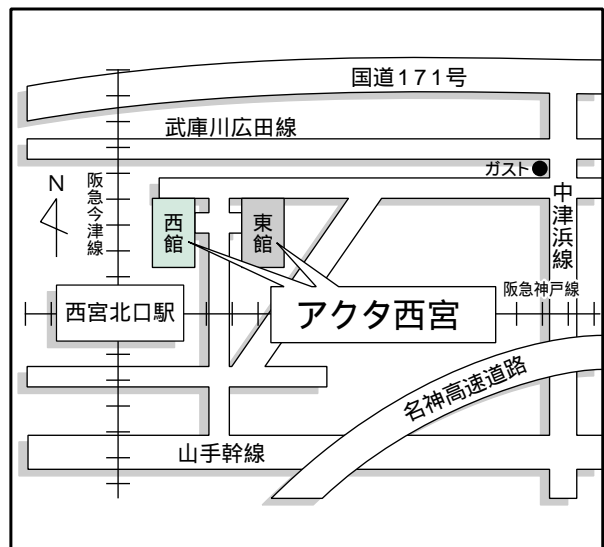 国道171号
武庫川広田線
ガスト
N
阪急今津線
西館
東館
中津浜線
阪急神戸線
西宮北口駅
アクタ西宮
名神高速道路
山手幹線